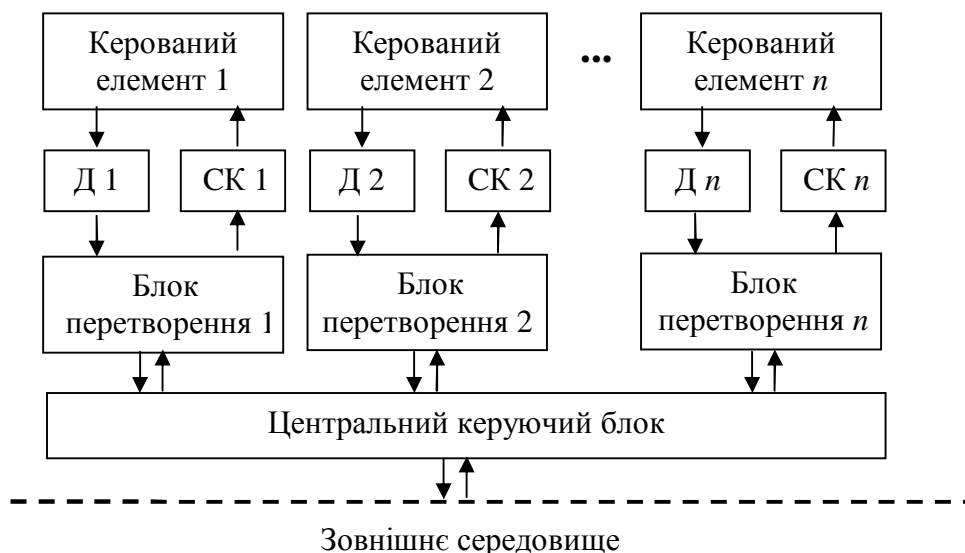 Керований
елемент 1
Керований
елемент 2
...
Керований
елемент n
Д 1
СК 1
Д 2
СК 2
Д n
СК n
Блок
перетворення 1
Блок
перетворення 2
Блок
перетворення n
Центральний керуючий блок
Зовнішнє середовище